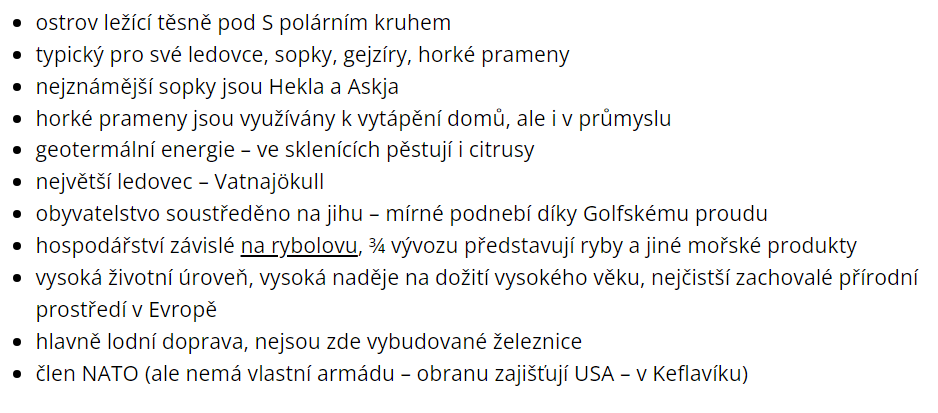 • ostrov ležící těsně pod S polárním kruhem
• typický pro své ledovce, sopky, gejzíry, horké prameny
• nejznámější sopky jsou Hekla a Askja
• horké prameny jsou využívány k vytápění domů, ale i v průmyslu
• geotermální energie – ve sklenících pěstují i citrusy
• největší ledovec – Vatnajökull
• obyvatelstvo soustředěno na jihu – mírné podnebí díky Golfskému proudu
• hospodářství závislé na rybolovu, ¾ vývozu představují ryby a jiné mořské produkty
• vysoká životní úroveň, vysoká naděje na dožití vysokého věku, nejčistší zachovalé přírodní
prostředí v Evropě
• hlavně lodní doprava, nejsou zde vybudované železnice
• člen NATO (ale nemá vlastní armádu – obranu zajišťují USA – v Keflavíku)